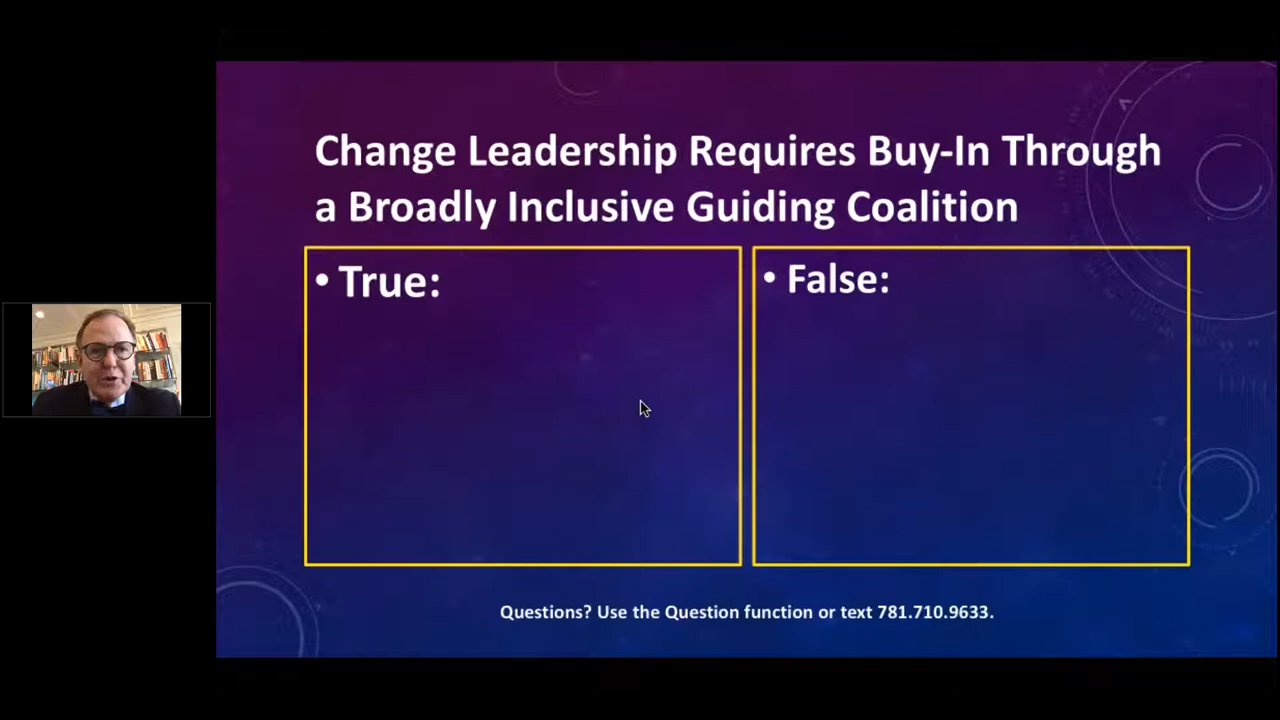 Change Leadership Requires Buy-In Through
a Broadly Inclusive Guiding Coalition
• True:
• False:
Questions? Use the Question function or text 781.710.9633.